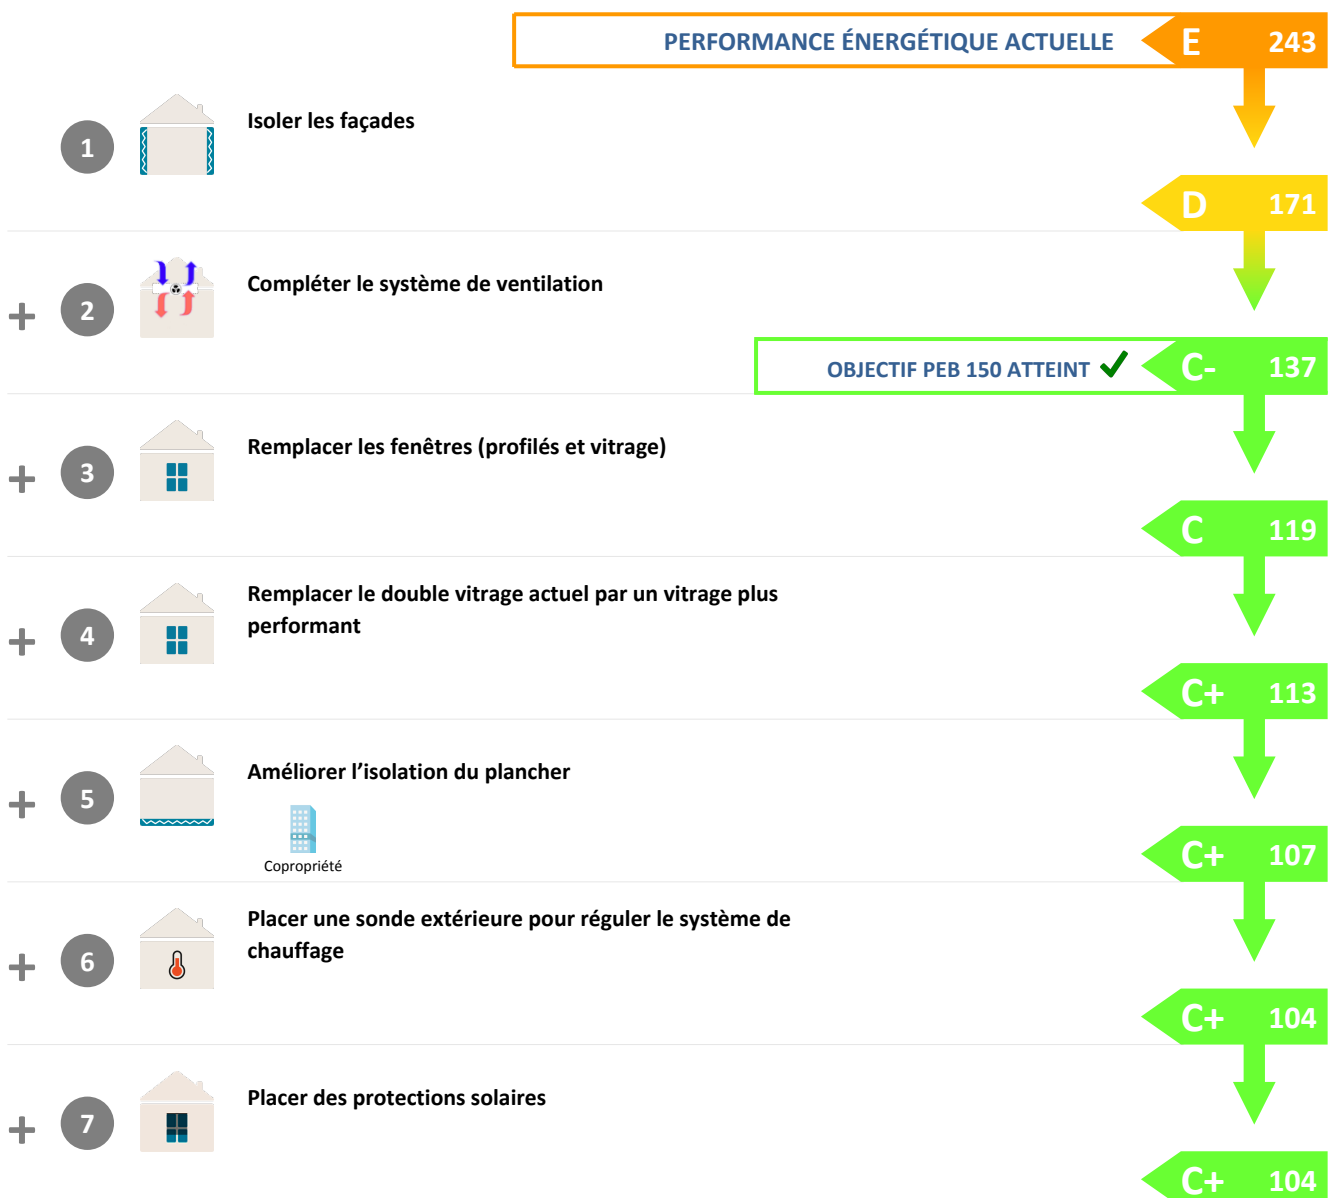 PERFORMANCE ÉNERGÉTIQUE ACTUELLE E 243
1 Isoler les façades
D 171
+ 2 Compléter le système de ventilation
OBJECTIF PEB 150 ATTEINT ✓ C- 137
+ 3 Remplacer les fenêtres (profilés et vitrage)
C 119
+ 4 Remplacer le double vitrage actuel par un vitrage plus
performant
C+ 113
+ 5 Améliorer l’isolation du plancher
Copropriété
C+ 107
+ 6 Placer une sonde extérieure pour réguler le système de
chauffage
C+ 104
+ 7 Placer des protections solaires
C+ 104